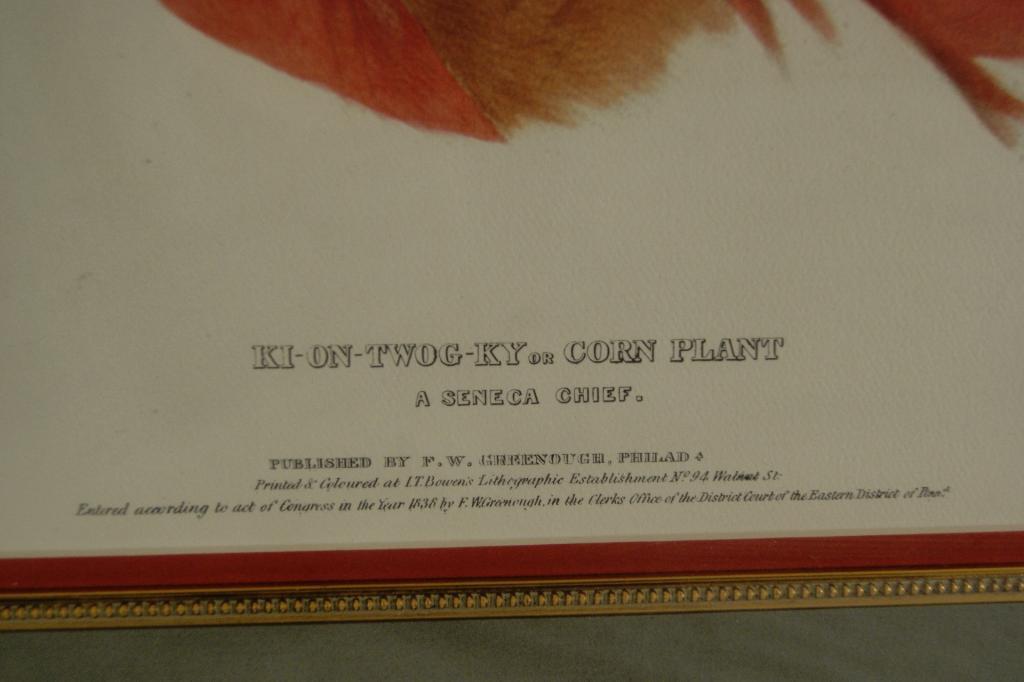 KI-ON-TWOG-KY OR CORN PLANT
A SENECA CHIEF.
PUBLISHED BY F. W. GREENOUGH, PHILAD⁠ᵃ
Printed & Coloured at I.T. Bowen's Lithographic Establishment Nº 94 Walnut St.
Entered according to act of Congress in the Year 1838 by F. W. Greenough, in the Clerks Office of the District Court of the Eastern District of Pennᵃ